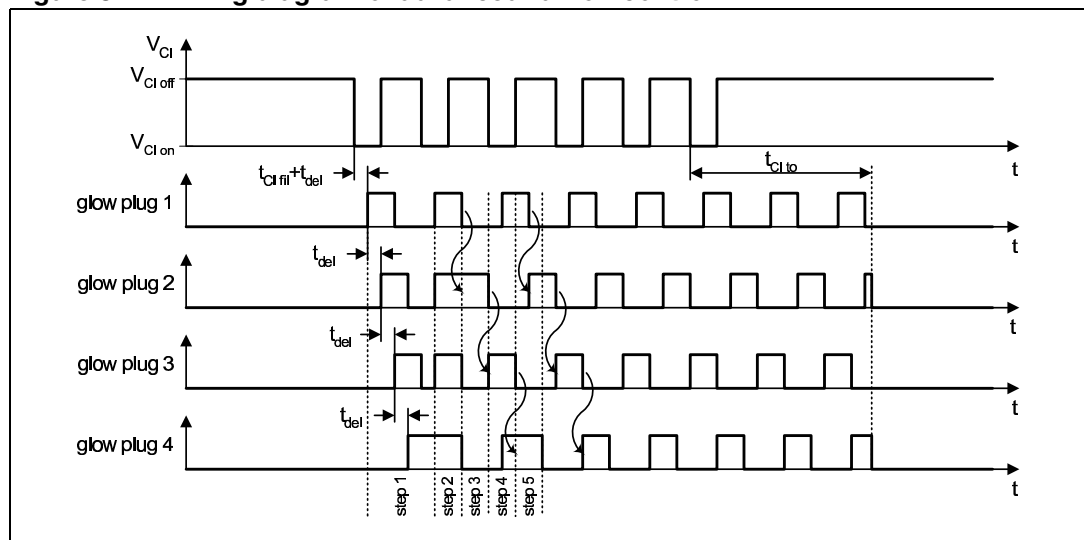 V_CI
V_CI off
V_CI on
t
t_CI fil+t_del
t_CI to
glow plug 1
t
t_del
glow plug 2
t
t_del
glow plug 3
t
t_del
glow plug 4
t
step 1
step 2
step 3
step 4
step 5